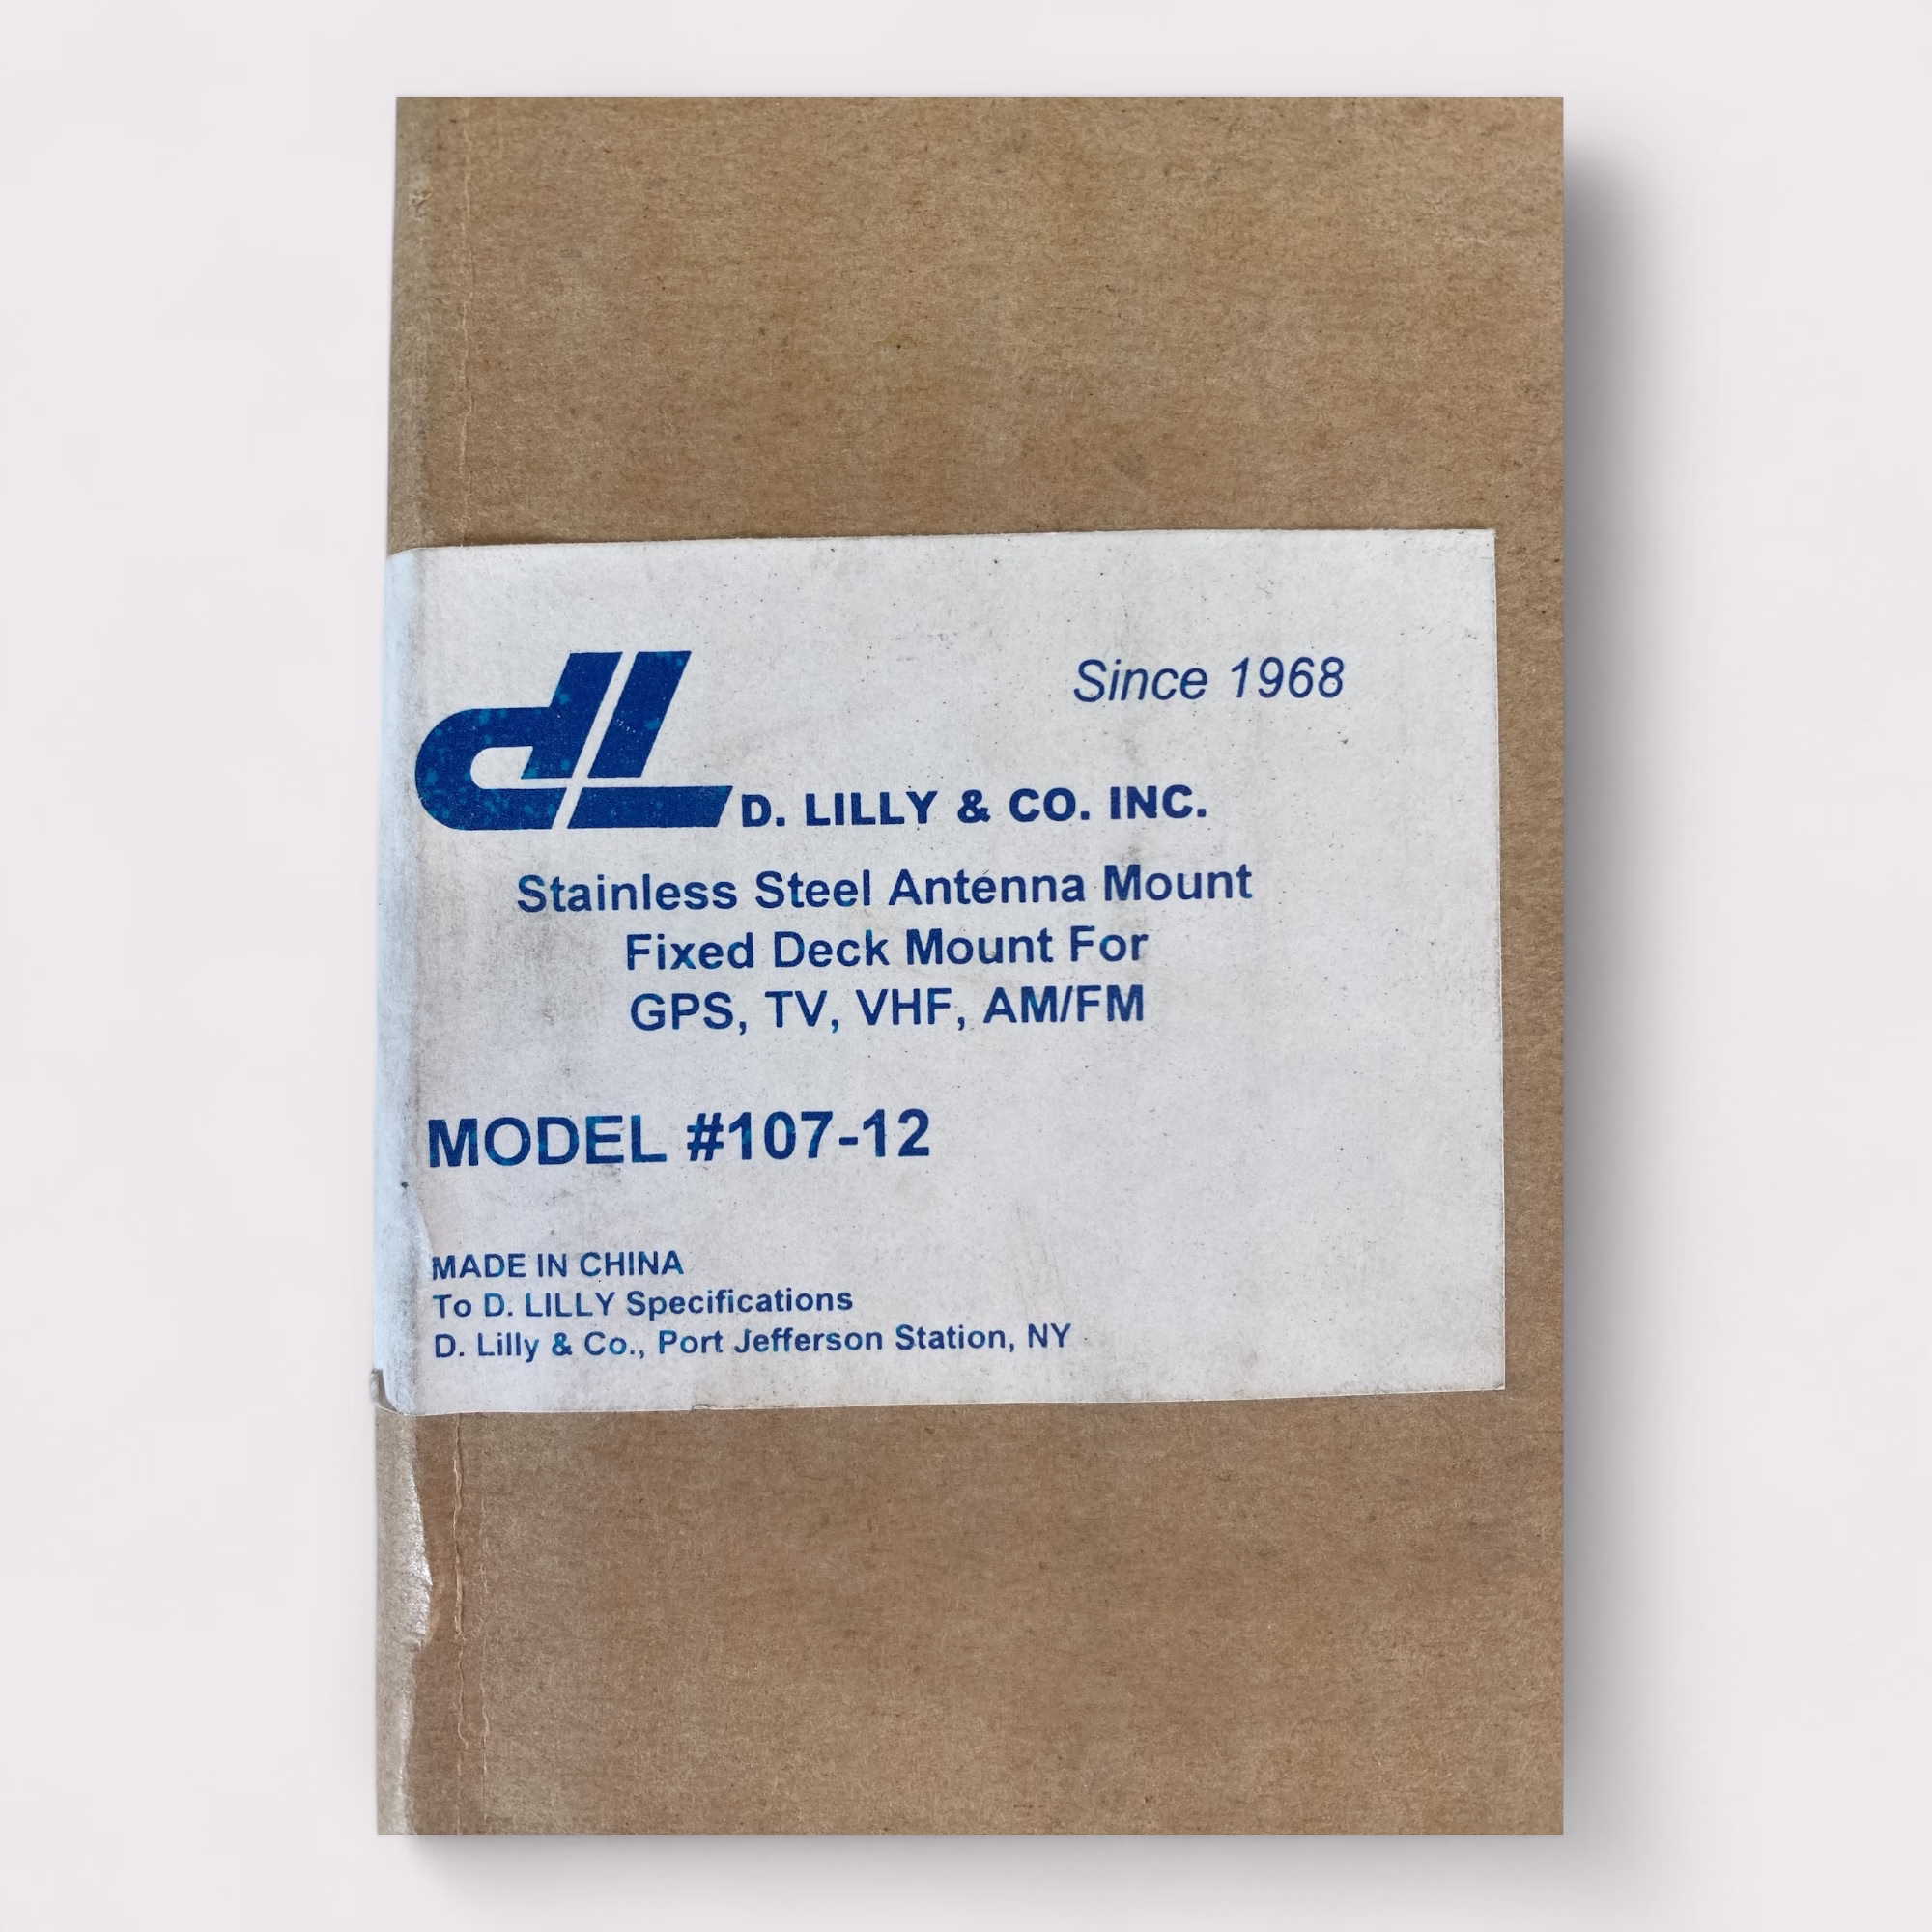 dL
Since 1968
D. LILLY & CO. INC.
Stainless Steel Antenna Mount
Fixed Deck Mount For
GPS, TV, VHF, AM/FM
MODEL #107-12
MADE IN CHINA
To D. LILLY Specifications
D. Lilly & Co., Port Jefferson Station, NY